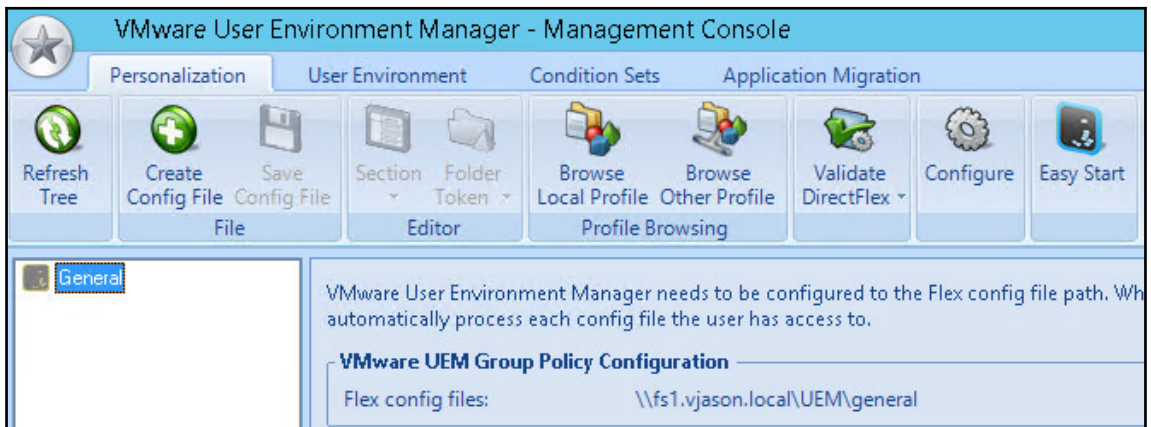 VMware User Environment Manager - Management Console
Personalization User Environment Condition Sets Application Migration
Refresh Create Save Section Folder Browse Browse Validate Configure Easy Start
Tree Config File Config File Token Local Profile Other Profile DirectFlex
File Editor Profile Browsing
General
VMware User Environment Manager needs to be configured to the Flex config file path. Wh
automatically process each config file the user has access to.
VMware UEM Group Policy Configuration
Flex config files: \\fs1.vjason.local\UEM\general